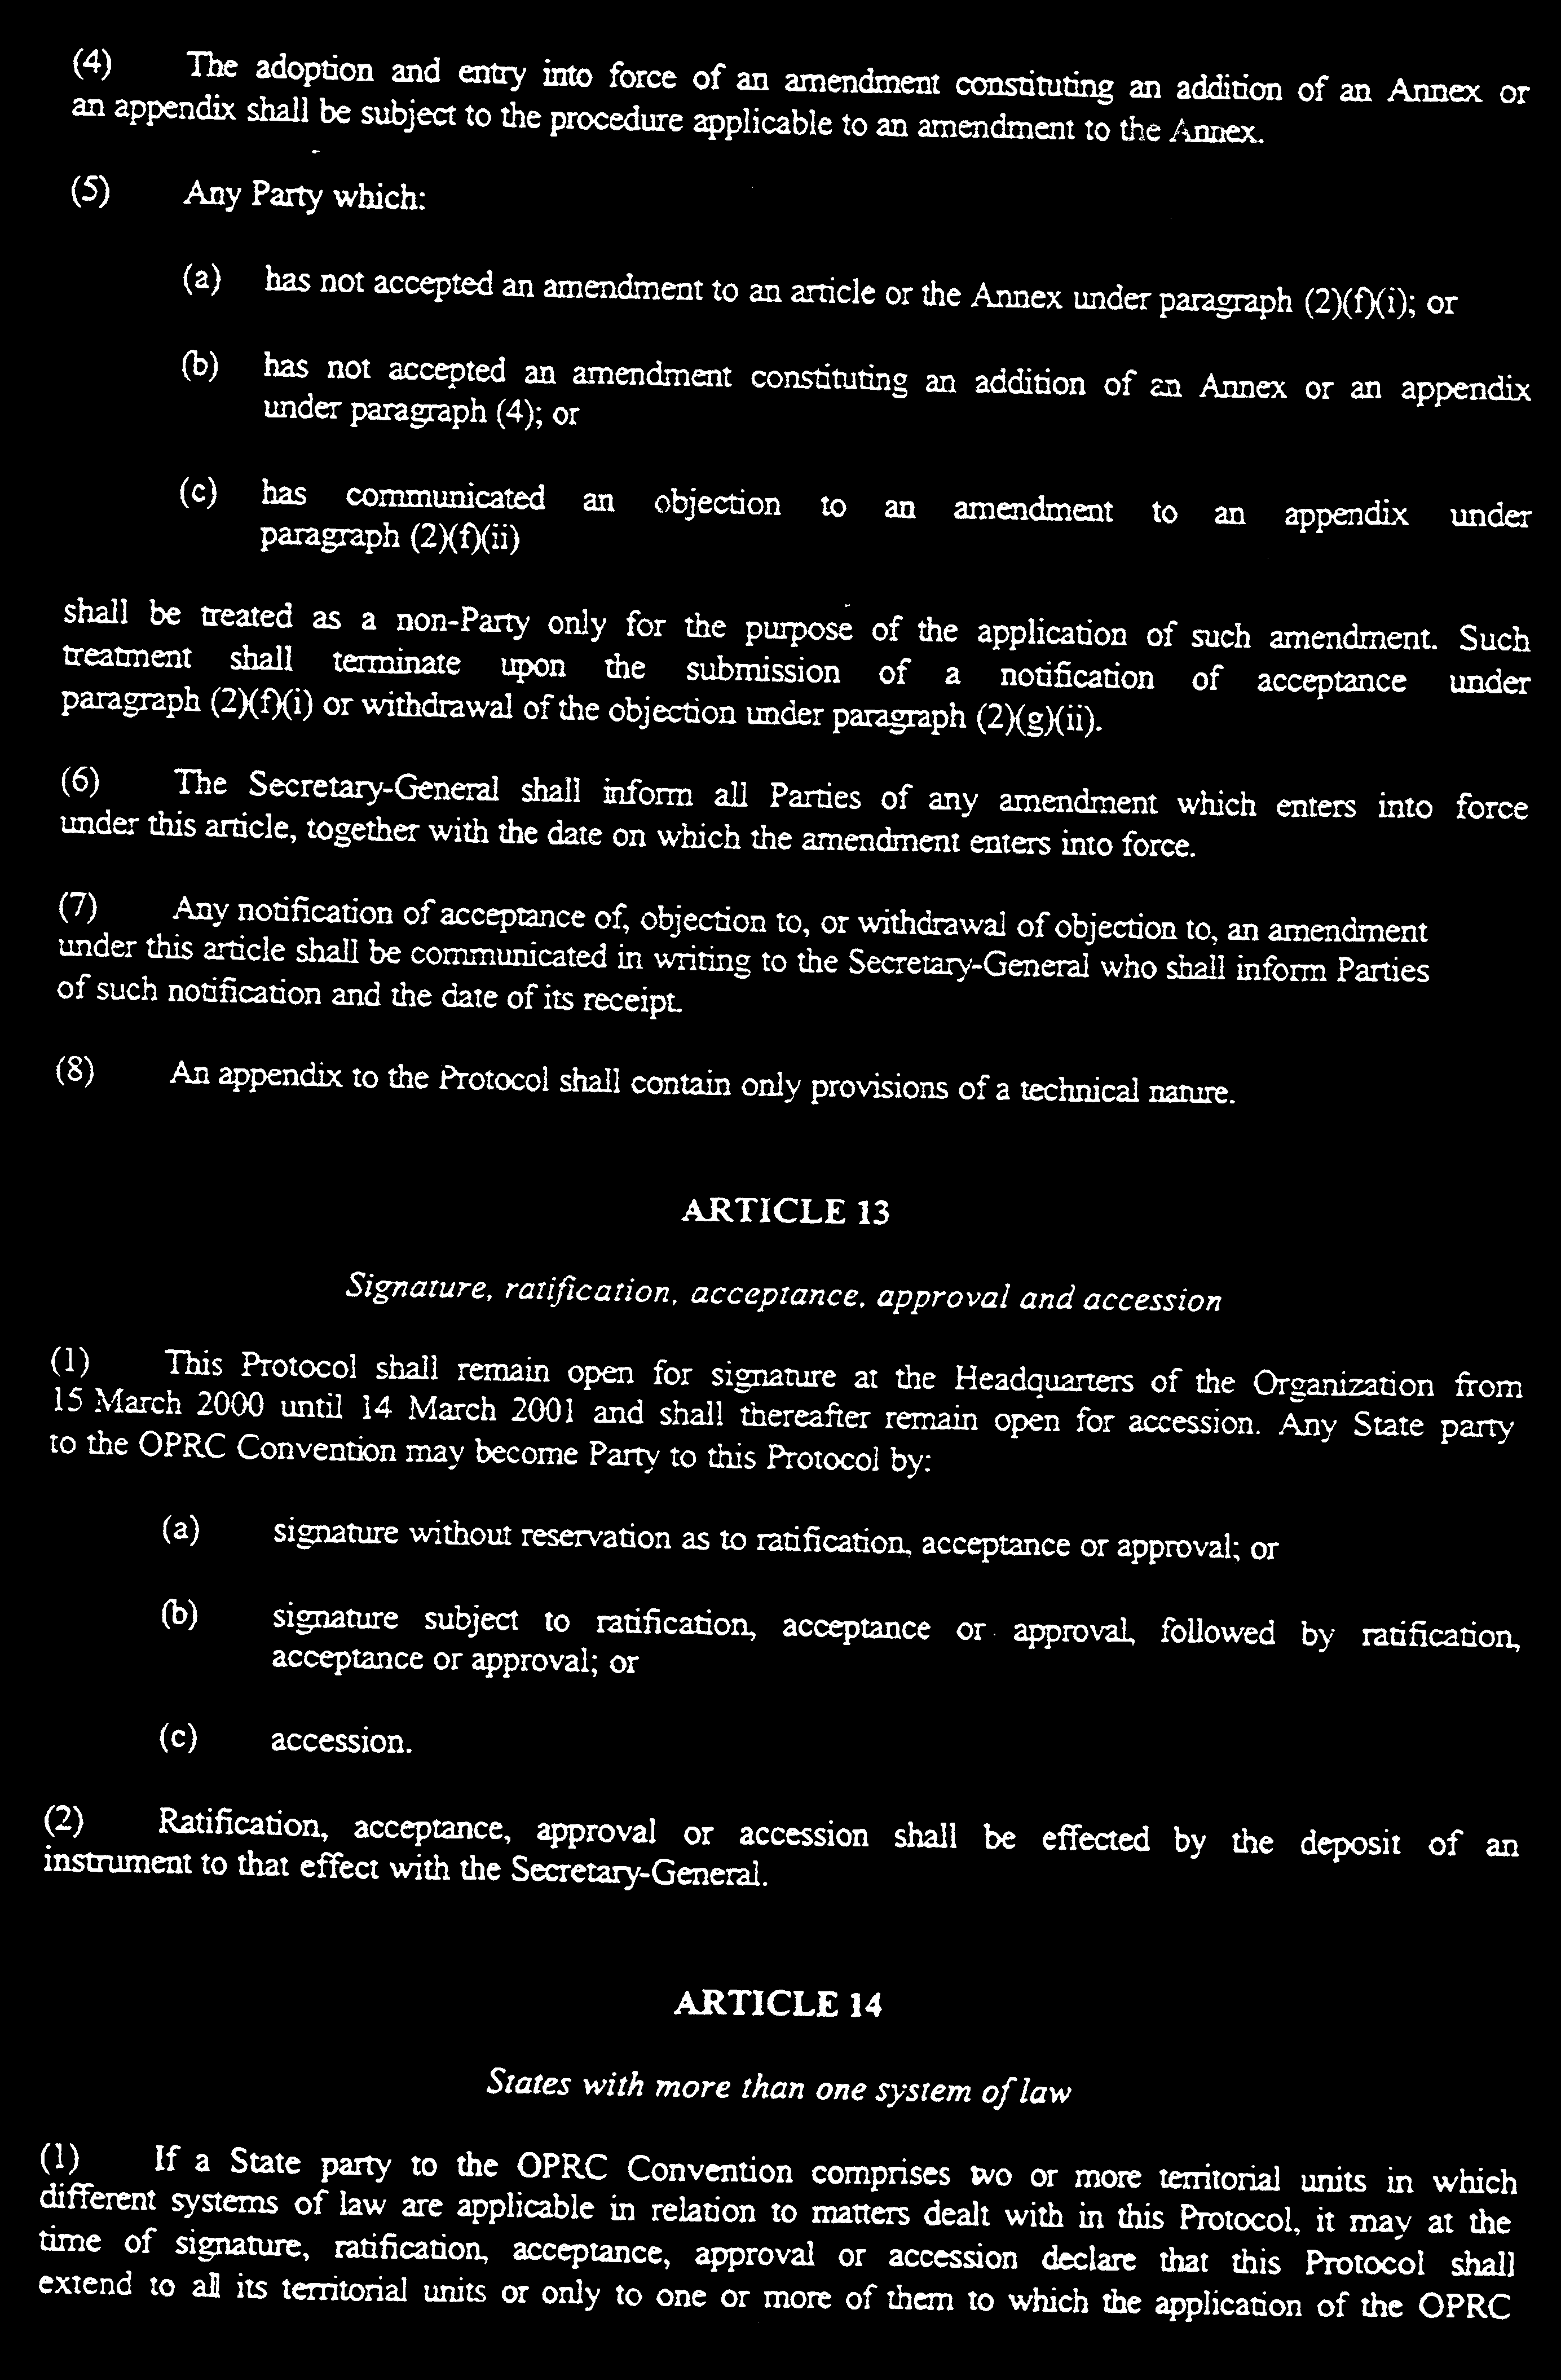 (4) The adoption and entry into force of an amendment constituting an addition of an Annex or
an appendix shall be subject to the procedure applicable to an amendment to the Annex.
(5) Any Party which:
(a) has not accepted an amendment to an article or the Annex under paragraph (2)(f)(i); or
(b) has not accepted an amendment constituting an addition of an Annex or an appendix
under paragraph (4); or
(c) has communicated an objection to an amendment to an appendix under
paragraph (2)(f)(ii)
shall be treated as a non-Party only for the purpose of the application of such amendment. Such
treatment shall terminate upon the submission of a notification of acceptance under
paragraph (2)(f)(i) or withdrawal of the objection under paragraph (2)(g)(ii).
(6) The Secretary-General shall inform all Parties of any amendment which enters into force
under this article, together with the date on which the amendment enters into force.
(7) Any notification of acceptance of, objection to, or withdrawal of objection to, an amendment
under this article shall be communicated in writing to the Secretary-General who shall inform Parties
of such notification and the date of its receipt.
(8) An appendix to the Protocol shall contain only provisions of a technical nature.
ARTICLE 13
Signature, ratification, acceptance, approval and accession
(1) This Protocol shall remain open for signature at the Headquarters of the Organization from
15 March 2000 until 14 March 2001 and shall thereafter remain open for accession. Any State party
to the OPRC Convention may become Party to this Protocol by:
(a) signature without reservation as to ratification, acceptance or approval; or
(b) signature subject to ratification, acceptance or approval, followed by ratification,
acceptance or approval; or
(c) accession.
(2) Ratification, acceptance, approval or accession shall be effected by the deposit of an
instrument to that effect with the Secretary-General.
ARTICLE 14
States with more than one system of law
(1) If a State party to the OPRC Convention comprises two or more territorial units in which
different systems of law are applicable in relation to matters dealt with in this Protocol, it may at the
time of signature, ratification, acceptance, approval or accession declare that this Protocol shall
extend to all its territorial units or only to one or more of them to which the application of the OPRC